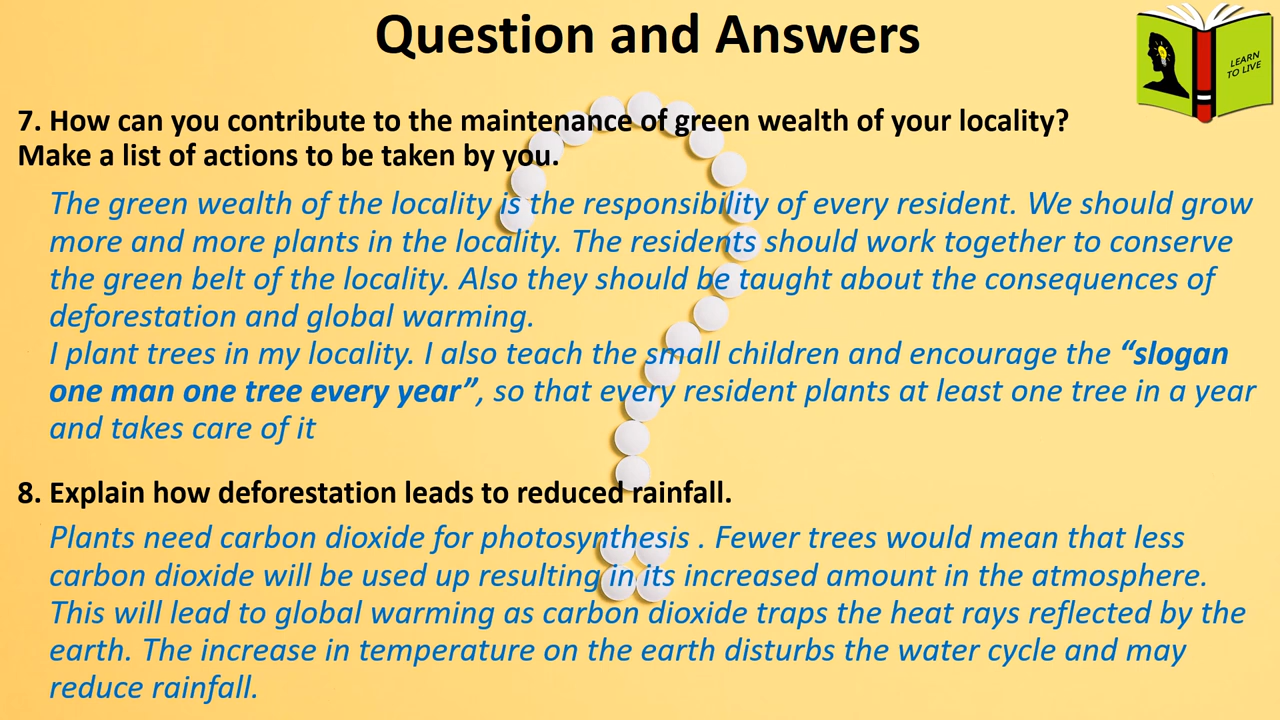 Question and Answers
LEARN
TO LIVE
7. How can you contribute to the maintenance of green wealth of your locality?
Make a list of actions to be taken by you.
The green wealth of the locality is the responsibility of every resident. We should grow
more and more plants in the locality. The residents should work together to conserve
the green belt of the locality. Also they should be taught about the consequences of
deforestation and global warming.
I plant trees in my locality. I also teach the small children and encourage the “slogan
one man one tree every year”, so that every resident plants at least one tree in a year
and takes care of it
8. Explain how deforestation leads to reduced rainfall.
Plants need carbon dioxide for photosynthesis . Fewer trees would mean that less
carbon dioxide will be used up resulting in its increased amount in the atmosphere.
This will lead to global warming as carbon dioxide traps the heat rays reflected by the
earth. The increase in temperature on the earth disturbs the water cycle and may
reduce rainfall.